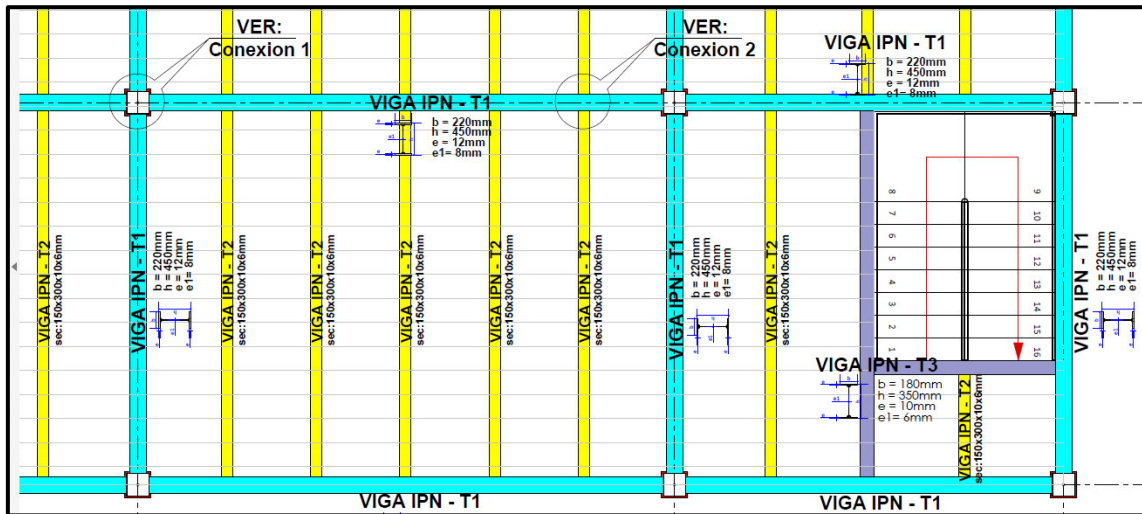 VER:
Conexion 1
VER:
Conexion 2
VIGA IPN - T1
b = 220mm
h = 450mm
e = 12mm
e1= 8mm
VIGA IPN - T1
b = 220mm
h = 450mm
e = 12mm
e1= 8mm
VIGA IPN - T2
sec:150x300x10x6mm
VIGA IPN - T1
b = 220mm
h = 450mm
e = 12mm
e1= 8mm
VIGA IPN - T2
sec:150x300x10x6mm
VIGA IPN - T2
sec:150x300x10x6mm
VIGA IPN - T2
sec:150x300x10x6mm
VIGA IPN - T2
sec:150x300x10x6mm
VIGA IPN - T2
sec:150x300x10x6mm
VIGA IPN - T1
b = 220mm
h = 450mm
e = 12mm
e1= 8mm
VIGA IPN - T2
sec:150x300x10x6mm
8
7
6
5
4
3
2
1
9
10
11
12
13
14
15
16
VIGA IPN - T1
b = 220mm
h = 450mm
e = 12mm
e1= 8mm
VIGA IPN - T3
b = 180mm
h = 350mm
e = 10mm
e1= 6mm
VIGA IPN - T2
sec:150x300x10x6mm
VIGA IPN - T1
VIGA IPN - T1